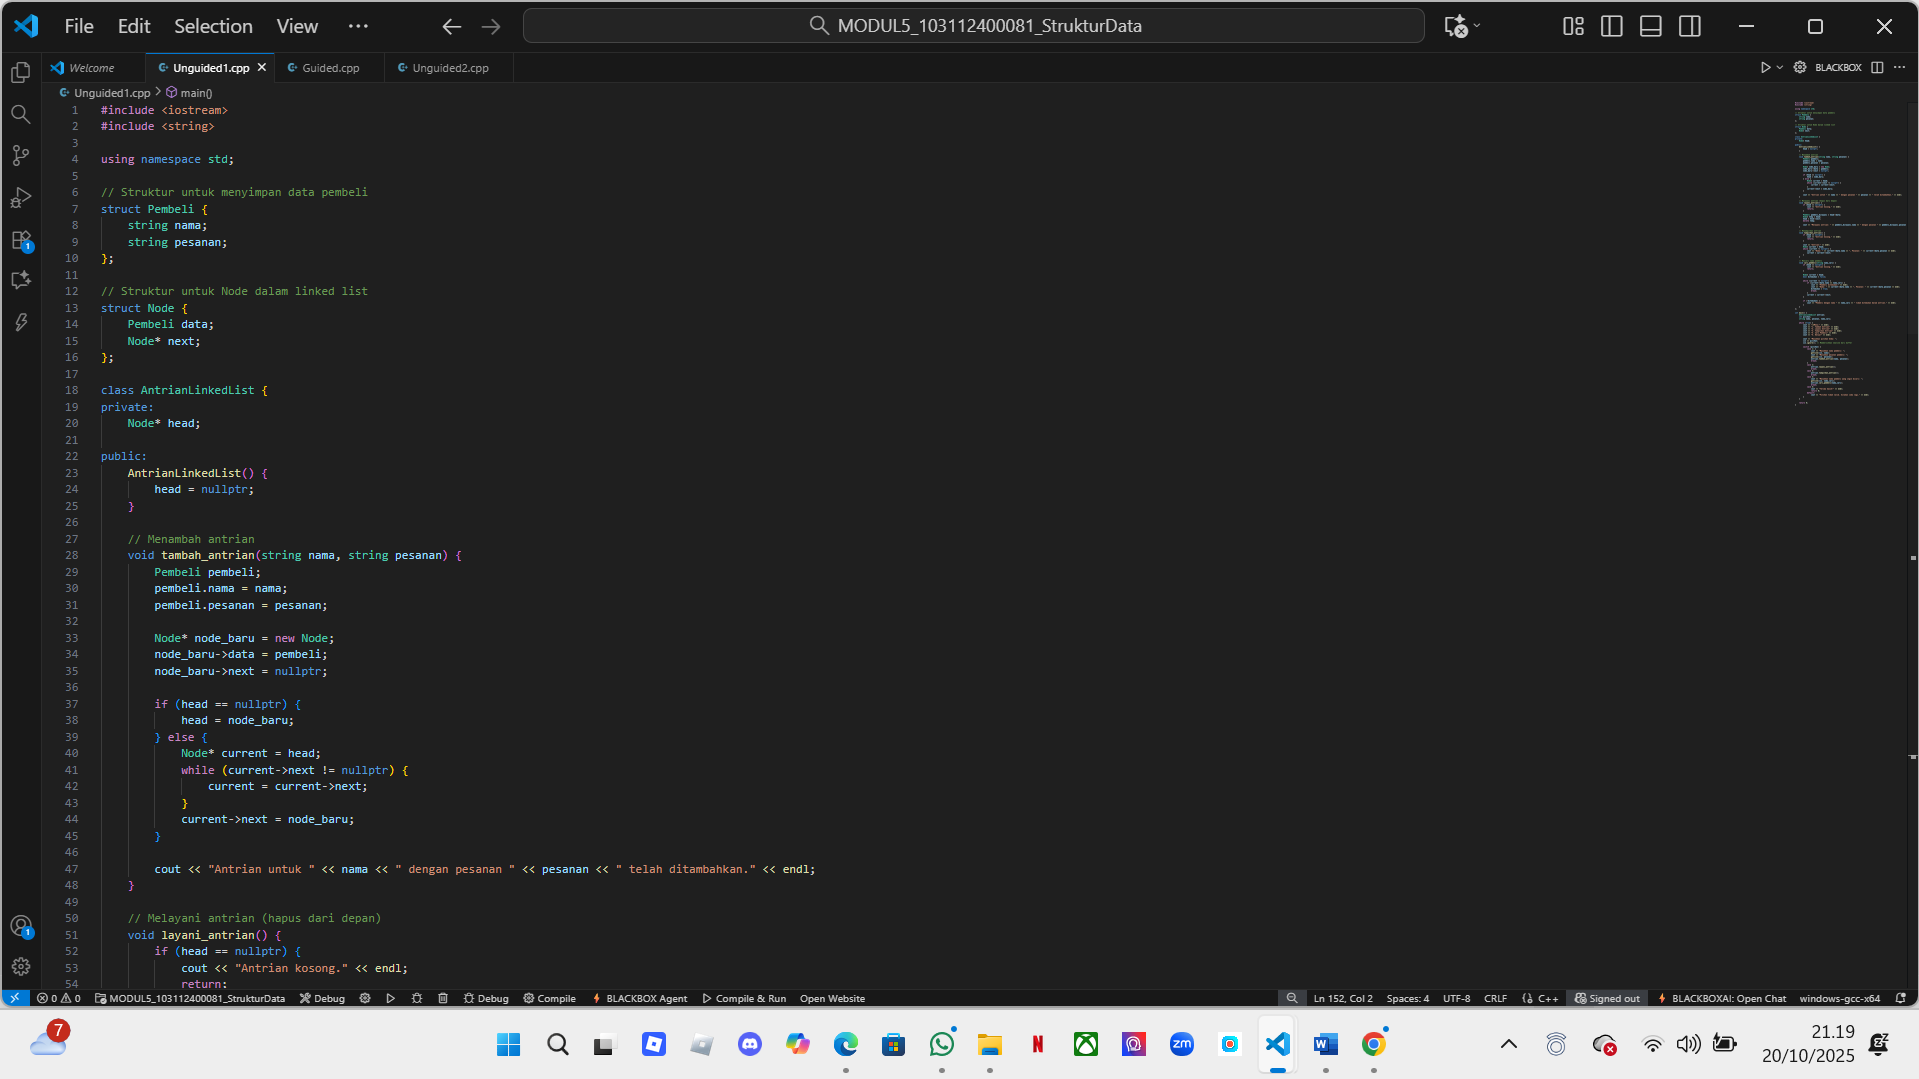 File Edit Selection View
MODUL5_103112400081_StrukturData
Welcome
Unguided1.cpp
Guided.cpp
Unguided2.cpp
BLACKBOX
Unguided1.cpp > main()
1 #include <iostream>
2 #include <string>
3
4 using namespace std;
5
6 // Struktur untuk menyimpan data pembeli
7 struct Pembeli {
8 string nama;
9 string pesanan;
10 };
11
12 // Struktur untuk Node dalam linked list
13 struct Node {
14 Pembeli data;
15 Node* next;
16 };
17
18 class AntrianLinkedList {
19 private:
20 Node* head;
21
22 public:
23 AntrianLinkedList() {
24 head = nullptr;
25 }
26
27 // Menambah antrian
28 void tambah_antrian(string nama, string pesanan) {
29 Pembeli pembeli;
30 pembeli.nama = nama;
31 pembeli.pesanan = pesanan;
32
33 Node* node_baru = new Node;
34 node_baru->data = pembeli;
35 node_baru->next = nullptr;
36
37 if (head == nullptr) {
38 head = node_baru;
39 } else {
40 Node* current = head;
41 while (current->next != nullptr) {
42 current = current->next;
43 }
44 current->next = node_baru;
45 }
46
47 cout << "Antrian untuk " << nama << " dengan pesanan " << pesanan << " telah ditambahkan." << endl;
48 }
49
50 // Melayani antrian (hapus dari depan)
51 void layani_antrian() {
52 if (head == nullptr) {
53 cout << "Antrian kosong." << endl;
54 return;
0 0 MODUL5_103112400081_StrukturData Debug Debug Compile BLACKBOX Agent Compile & Run Open Website Ln 152, Col 2 Spaces: 4 UTF-8 CRLF {} C++ Signed out BLACKBOXAI: Open Chat windows-gcc-x64
7
21.19
20/10/2025